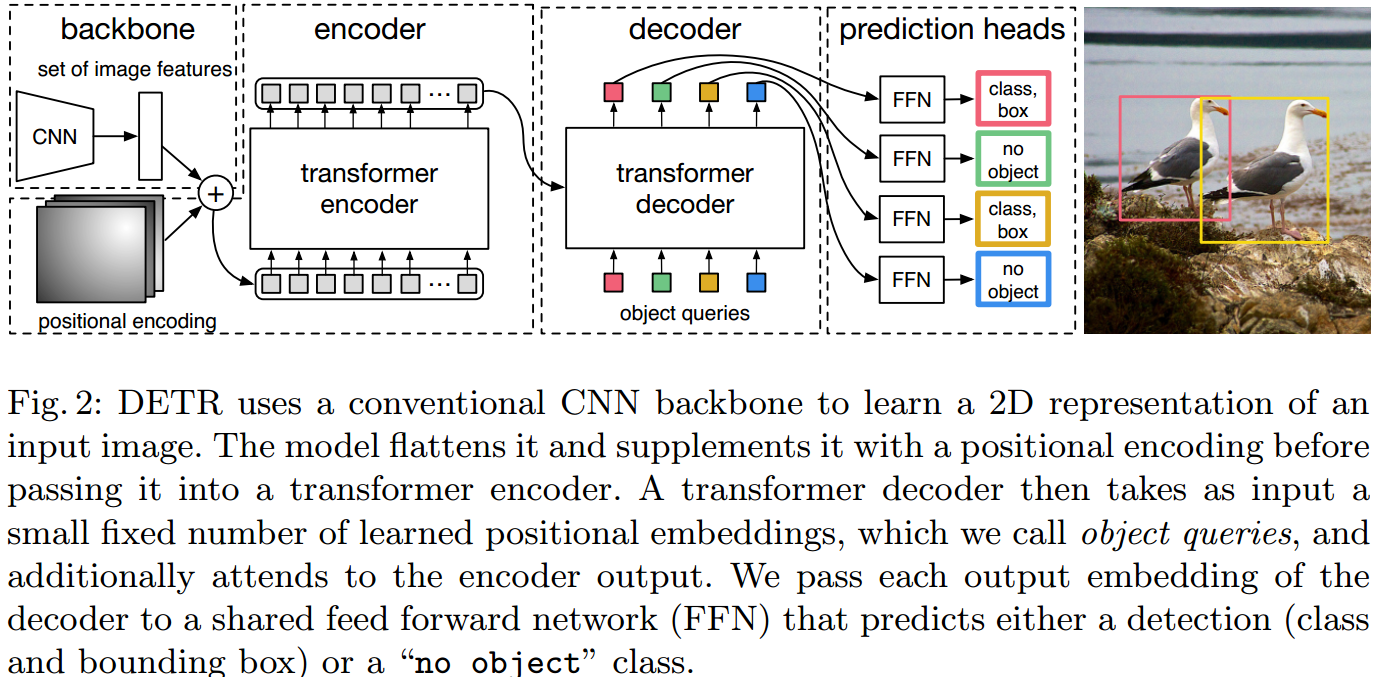 backbone
encoder
decoder
prediction heads
set of image features
CNN
+
positional encoding
...
transformer
encoder
...
transformer
decoder
object queries
FFN
class,
box
FFN
no
object
FFN
class,
box
FFN
no
object
Fig. 2: DETR uses a conventional CNN backbone to learn a 2D representation of an
input image. The model flattens it and supplements it with a positional encoding before
passing it into a transformer encoder. A transformer decoder then takes as input a
small fixed number of learned positional embeddings, which we call object queries, and
additionally attends to the encoder output. We pass each output embedding of the
decoder to a shared feed forward network (FFN) that predicts either a detection (class
and bounding box) or a “no object” class.